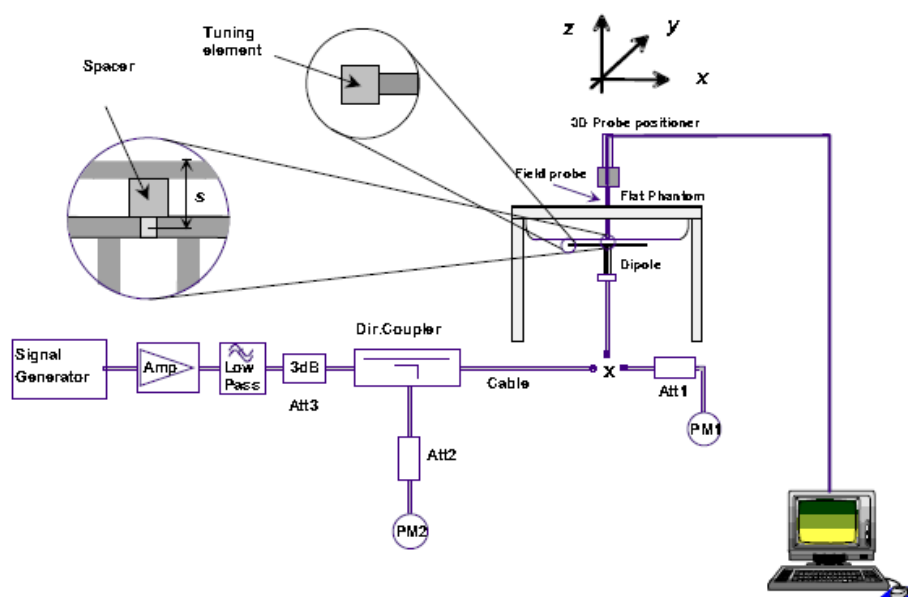 Tuning
element
z
y
x
Spacer
3D Probe positioner
Field probe
Flat Phantom
s
Dipole
Dir.Coupler
Signal
Generator
Amp
Low
Pass
3dB
Att3
Cable
x
Att1
PM1
Att2
PM2